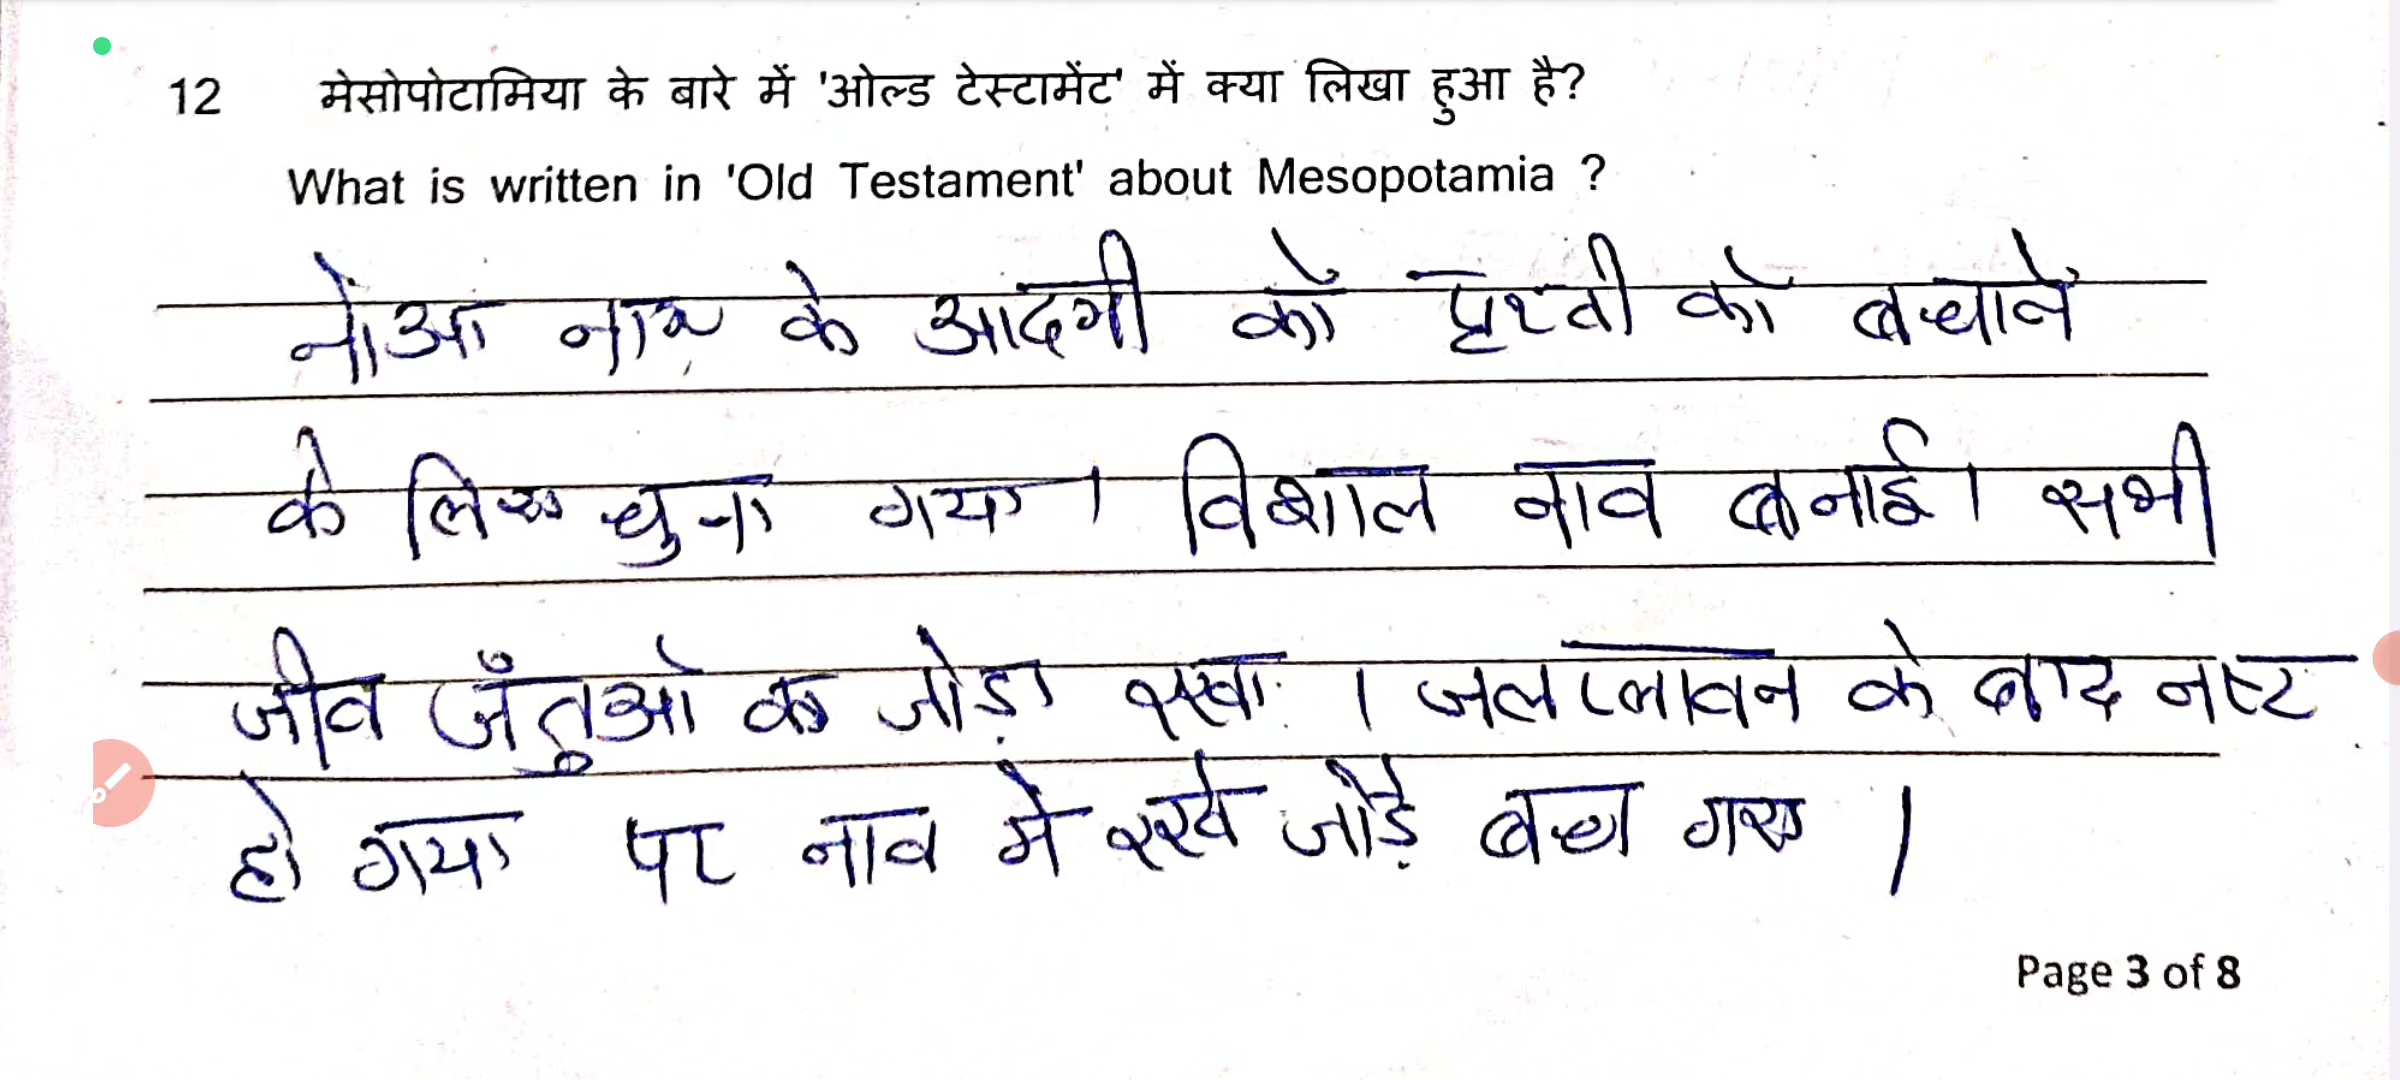 12 मेसोपोटामिया के बारे में 'ओल्ड टेस्टामेंट' में क्या लिखा हुआ है?
What is written in 'Old Testament' about Mesopotamia ?
नोआ नाम के आदमी को पृथ्वी को बचाने
के लिए चुना गया । विशाल नाव बनाई । सभी
जीव जँतुओ का जोड़ा रखा । जलप्लावन के बाद नष्ट
हो गया पर नाव मे रखे जोड़े बच गए ।
Page 3 of 8